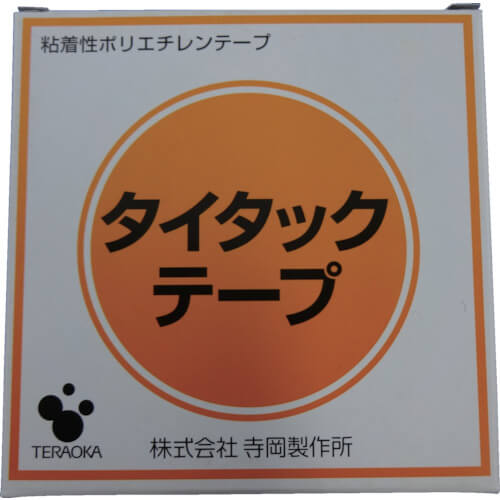 粘着性ポリエチレンテープ
タイタック
テープ
TERAOKA
株式会社 寺岡製作所